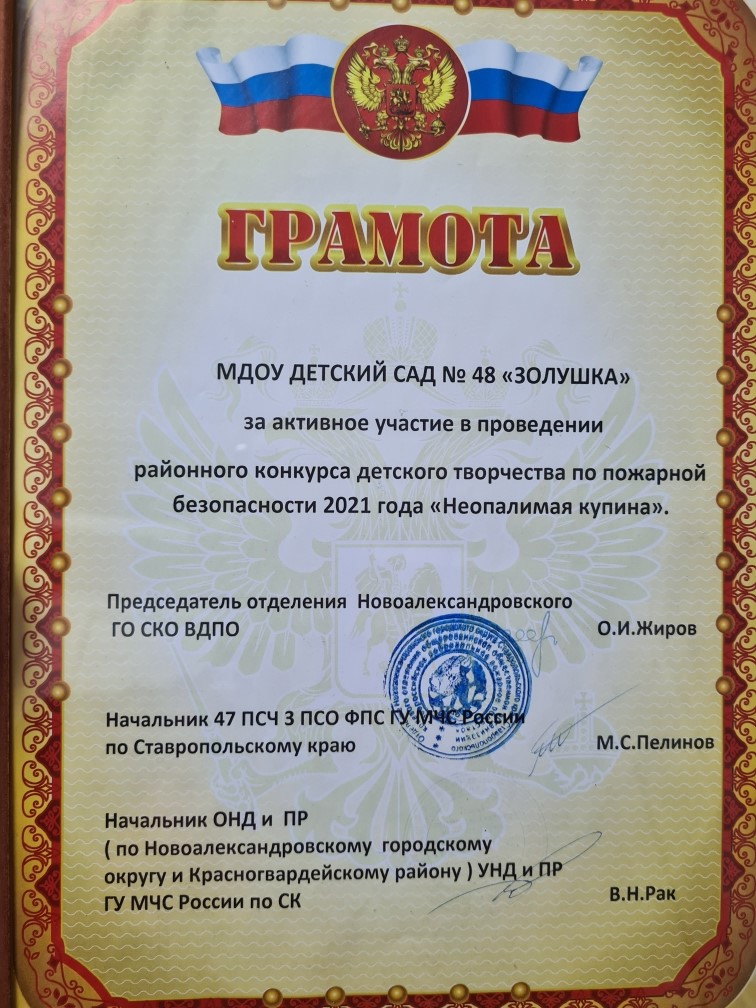 ГРАМОТА
МДОУ ДЕТСКИЙ САД № 48 «ЗОЛУШКА»
за активное участие в проведении
районного конкурса детского творчества по пожарной
безопасности 2021 года «Неопалимая купина».
Председатель отделения Новоалександровского
ГО СКО ВДПО О.И.Жиров
Начальник 47 ПСЧ 3 ПСО ФПС ГУ МЧС России
по Ставропольскому краю М.С.Пелинов
Начальник ОНД и ПР
( по Новоалександровскому городскому
округу и Красногвардейскому району ) УНД и ПР
ГУ МЧС России по СК В.Н.Рак